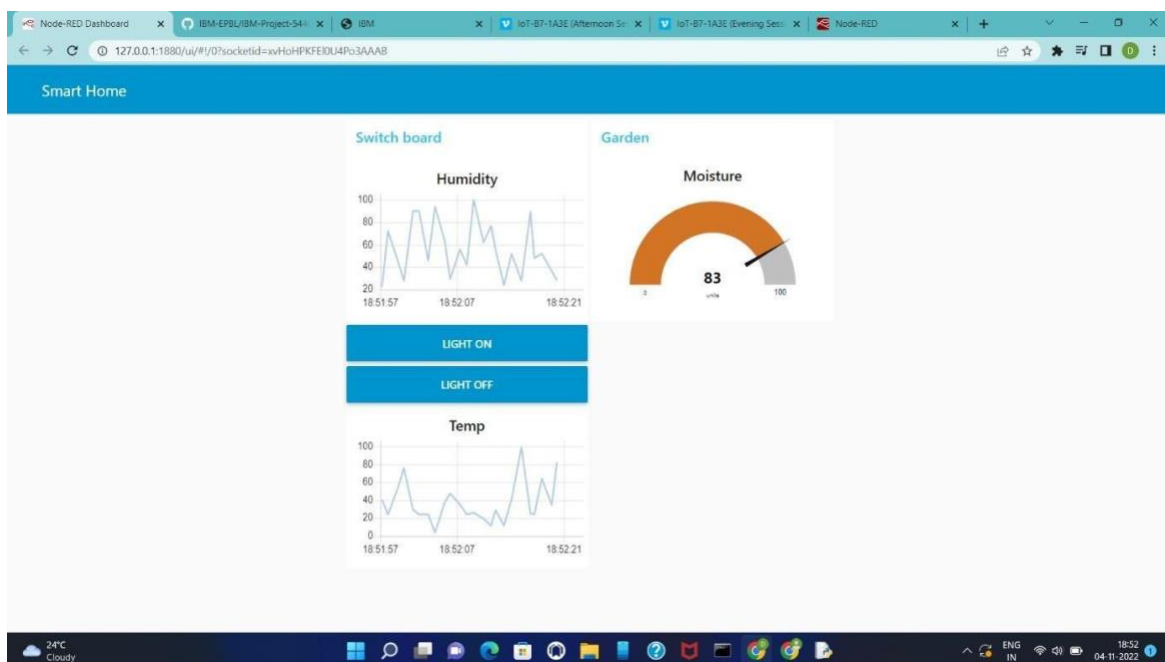 Node-RED Dashboard
IBM-EPBL/IBM-Project-544
IBM
IoT-B7-1A3E (Afternoon Se
IoT-B7-1A3E (Evening Sess
Node-RED
127.0.0.1:1880/ui/#!/0?socketid=xvHoHPKFEl0U4Po3AAAB
D
Smart Home
Switch board
Humidity
100
80
60
40
20
18:51:57 18:52:07 18:52:21
LIGHT ON
LIGHT OFF
Temp
100
80
60
40
20
0
18:51:57 18:52:07 18:52:21
Garden
Moisture
83
0 units 100
24°C
Cloudy
ENG
IN
18:52
04-11-2022